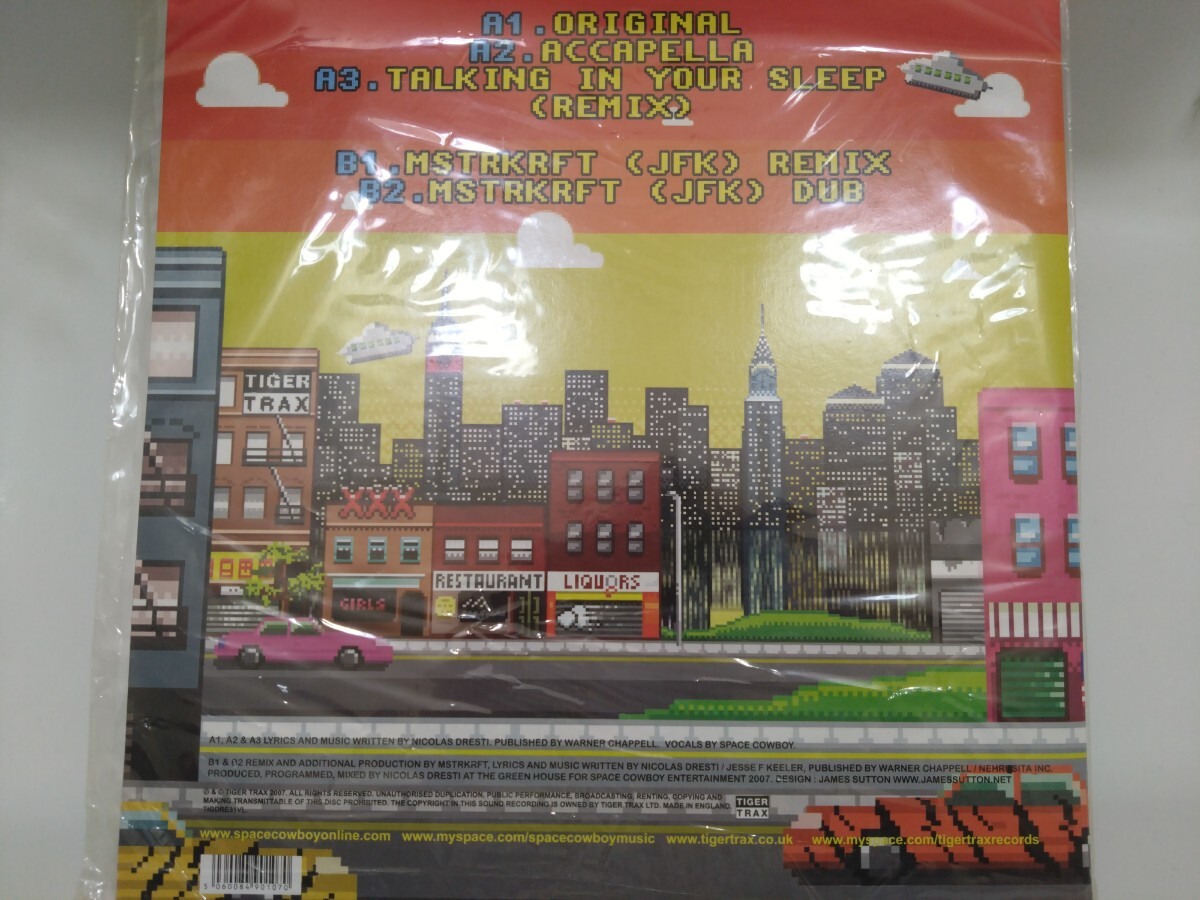 A1.ORIGINAL
A2.ACCAPELLA
A3.TALKING IN YOUR SLEEP
(REMIX)
B1.MSTRKRFT (JFK) REMIX
B2.MSTRKRFT (JFK) DUB
TIGER
TRAX
XXX
RESTAURANT
LIQUORS
GIRLS
A1, A2 & A3 LYRICS AND MUSIC WRITTEN BY NICOLAS DRESTI. PUBLISHED BY WARNER CHAPPELL. VOCALS BY SPACE COWBOY.
B1 & B2 REMIX AND ADDITIONAL PRODUCTION BY MSTRKRFT, LYRICS AND MUSIC WRITTEN BY NICOLAS DRESTI / JESSE F KEELER, PUBLISHED BY WARNER CHAPPELL / NEHRUSITA INC.
PRODUCED, PROGRAMMED, MIXED BY NICOLAS DRESTI AT THE GREEN HOUSE FOR SPACE COWBOY ENTERTAINMENT 2007. DESIGN : JAMES SUTTON WWW.JAMESSUTTON.NET
℗ & © TIGER TRAX 2007. ALL RIGHTS RESERVED. UNAUTHORISED DUPLICATION, PUBLIC PERFORMANCE, BROADCASTING, RENTING, COPYING AND
MAKING TRANSMITTABLE OF THIS DISC PROHIBITED. THE COPYRIGHT IN THIS SOUND RECORDING IS OWNED BY TIGER TRAX LTD. MADE IN ENGLAND.
TIGER
TRAX
www.spacecowboyonline.com www.myspace.com/spacecowboymusic www.tigertrax.co.uk www.myspace.com/tigertraxrecords
5 060084 901070